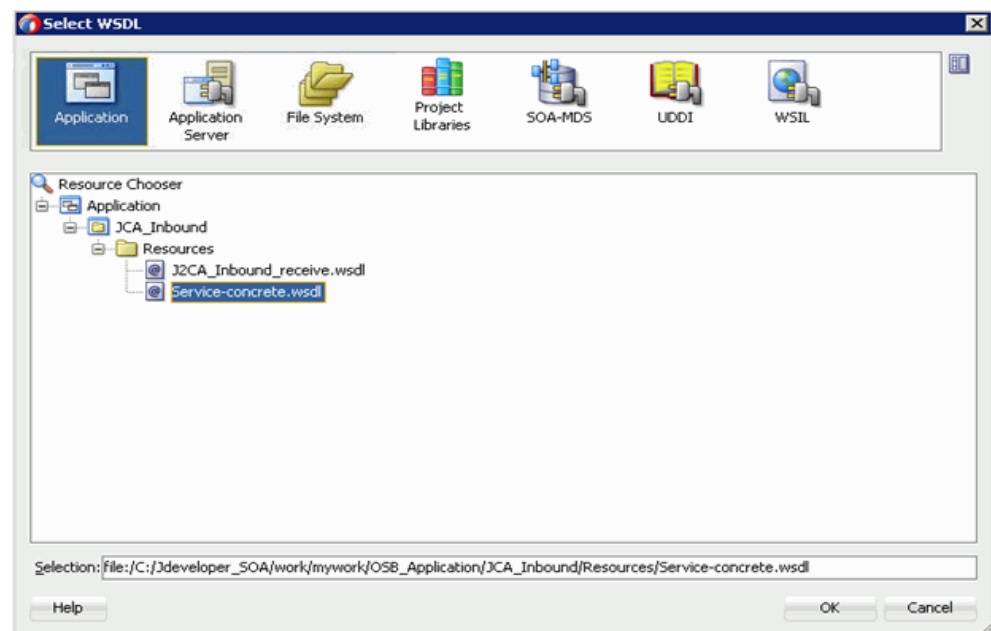 Select WSDL
Application
Application Server
File System
Project Libraries
SOA-MDS
UDDI
WSIL
Resource Chooser
Application
JCA_Inbound
Resources
J2CA_Inbound_receive.wsdl
Service-concrete.wsdl
Selection: file:/C:/Jdeveloper_SOA/work/mywork/OSB_Application/JCA_Inbound/Resources/Service-concrete.wsdl
Help
OK
Cancel